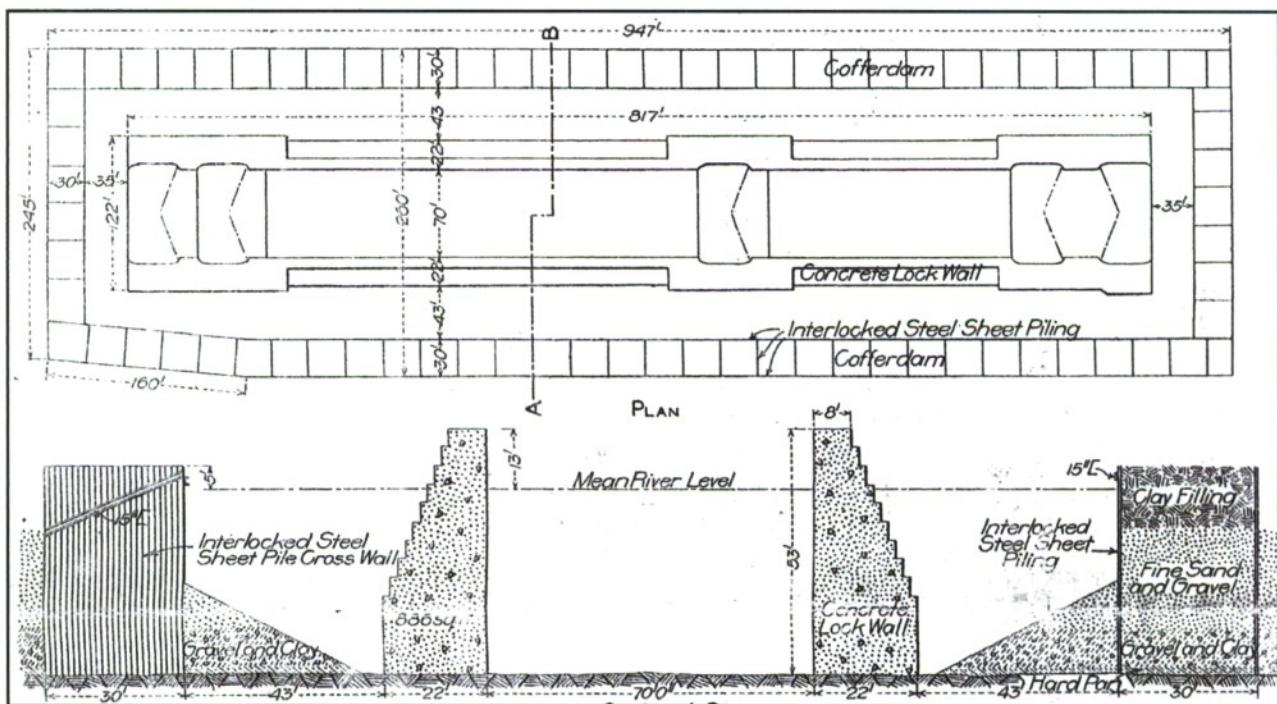 947'
B
Cofferdam
30'
43
817'
22'
245'
30'
35'
122'
260'
70'
35'
22'
Concrete Lock Wall
43'
Interlocked Steel Sheet Piling
30'
Cofferdam
160'
A
PLAN
8'
13'
5'
15"[
Mean River Level
15"[
Clay Filling
Interlocked Steel
Sheet Pile Cross Wall
53'
Interlocked
Steel Sheet
Piling
Fine Sand
and Gravel
Concrete
Lock Wall
Gravel and Clay
Gravel and Clay
Hard Pan
30'
43'
22'
70'0"
22'
43'
30'